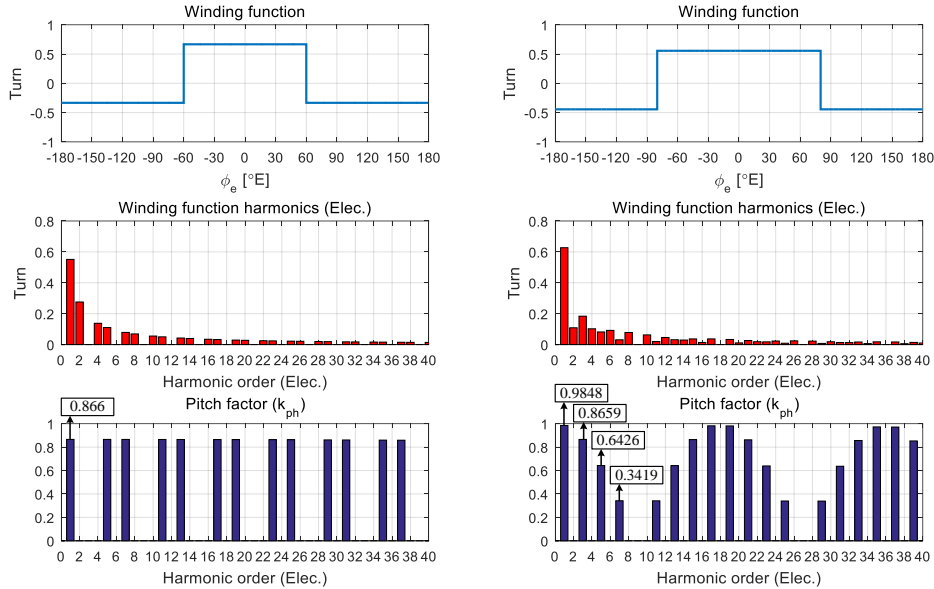 Winding function
1
0.5
0
-0.5
-1
Turn
-180 -150 -120 -90 -60 -30 0 30 60 90 120 150 180
ϕe [°E]
Winding function harmonics (Elec.)
0.8
0.6
0.4
0.2
0
Turn
0 2 4 6 8 10 12 14 16 18 20 22 24 26 28 30 32 34 36 38 40
Harmonic order (Elec.)
0.866
Pitch factor (kph)
1
0.8
0.6
0.4
0.2
0
0 2 4 6 8 10 12 14 16 18 20 22 24 26 28 30 32 34 36 38 40
Harmonic order (Elec.)
Winding function
1
0.5
0
-0.5
-1
Turn
-180 -150 -120 -90 -60 -30 0 30 60 90 120 150 180
ϕe [°E]
Winding function harmonics (Elec.)
0.8
0.6
0.4
0.2
0
Turn
0 2 4 6 8 10 12 14 16 18 20 22 24 26 28 30 32 34 36 38 40
Harmonic order (Elec.)
0.9848
Pitch factor (kph)
0.8659
0.6426
0.3419
1
0.8
0.6
0.4
0.2
0
0 2 4 6 8 10 12 14 16 18 20 22 24 26 28 30 32 34 36 38 40
Harmonic order (Elec.)